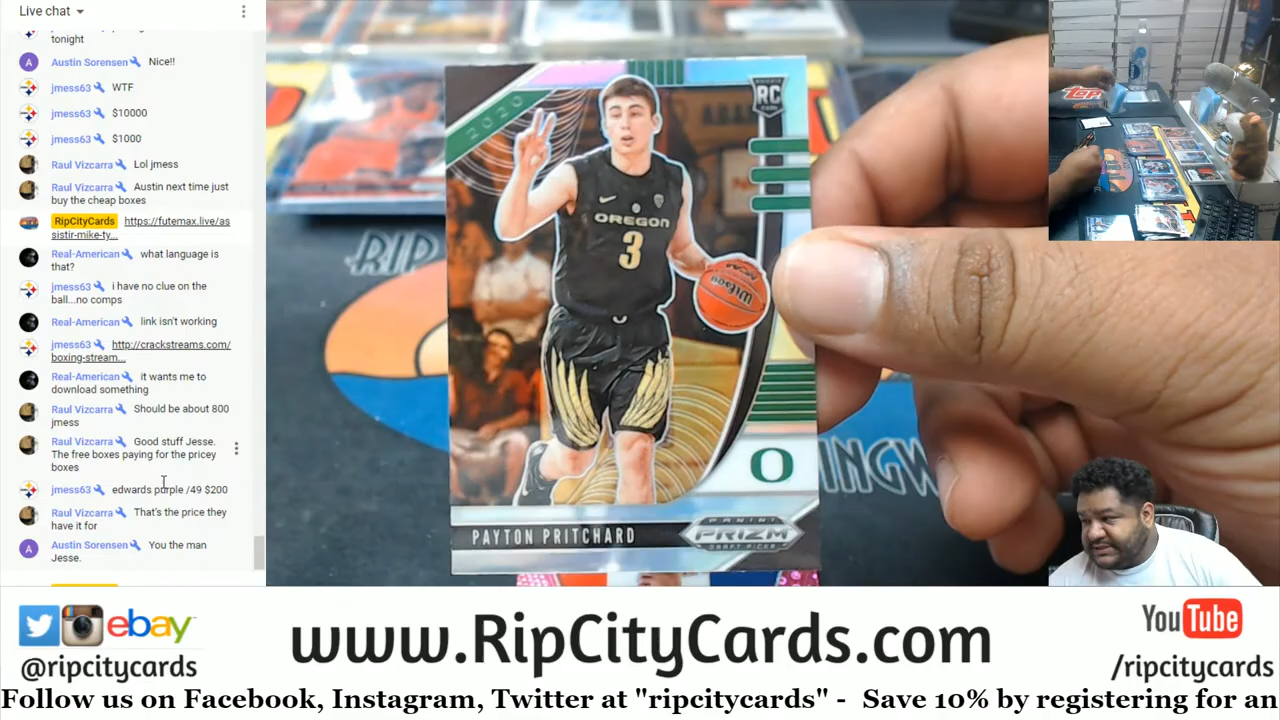 Live chat
tonight
Austin Sorensen Nice!!
jmess63 WTF
jmess63 $10000
jmess63 $1000
Raul Vizcarra Lol jmess
Raul Vizcarra Austin next time just
buy the cheap boxes
RipCityCards https://futemax.live/as
sistir-mike-ty...
Real-American what language is
that?
jmess63 i have no clue on the
ball...no comps
Real-American link isn't working
jmess63 http://crackstreams.com/
boxing-stream...
Real-American it wants me to
download something
Raul Vizcarra Should be about 800
jmess
Raul Vizcarra Good stuff Jesse.
The free boxes paying for the pricey
boxes
jmess63 edwards purple /49 $200
Raul Vizcarra That's the price they
have it for
Austin Sorensen You the man
Jesse.
2020
RC
OREGON
3
Wilson
NCAA
O
PAYTON PRITCHARD
PANINI
PRIZM
DRAFT PICKS
RIP
INGW
Topps
ebay
@ripcitycards
www.RipCityCards.com
YouTube
/ripcitycards
Follow us on Facebook, Instagram, Twitter at "ripcitycards" - Save 10% by registering for an